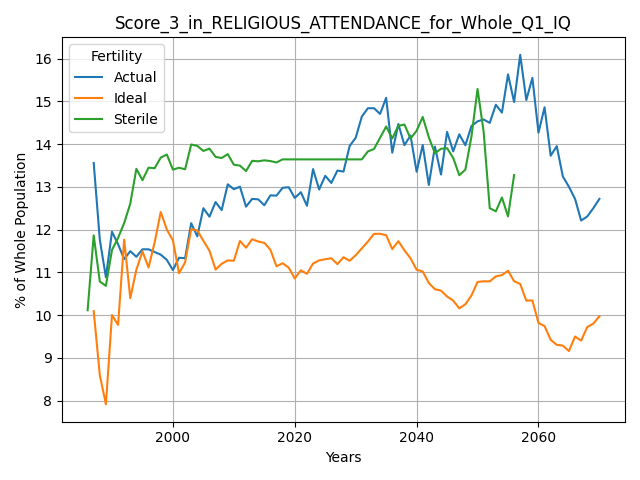 Score_3_in_RELIGIOUS_ATTENDANCE_for_Whole_Q1_IQ
Fertility
Actual
Ideal
Sterile
% of Whole Population
16
15
14
13
12
11
10
9
8
2000 2020 2040 2060
Years